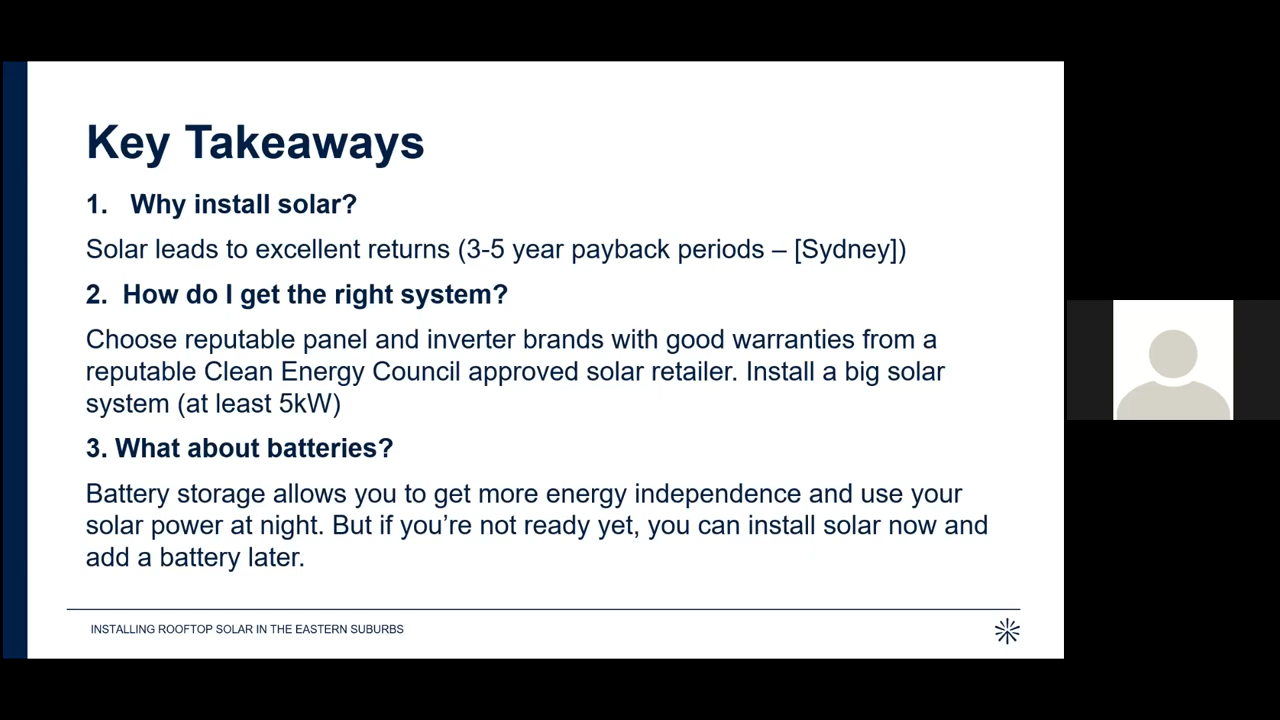 Key Takeaways
1. Why install solar?
Solar leads to excellent returns (3-5 year payback periods – [Sydney])
2. How do I get the right system?
Choose reputable panel and inverter brands with good warranties from a
reputable Clean Energy Council approved solar retailer. Install a big solar
system (at least 5kW)
3. What about batteries?
Battery storage allows you to get more energy independence and use your
solar power at night. But if you’re not ready yet, you can install solar now and
add a battery later.
INSTALLING ROOFTOP SOLAR IN THE EASTERN SUBURBS